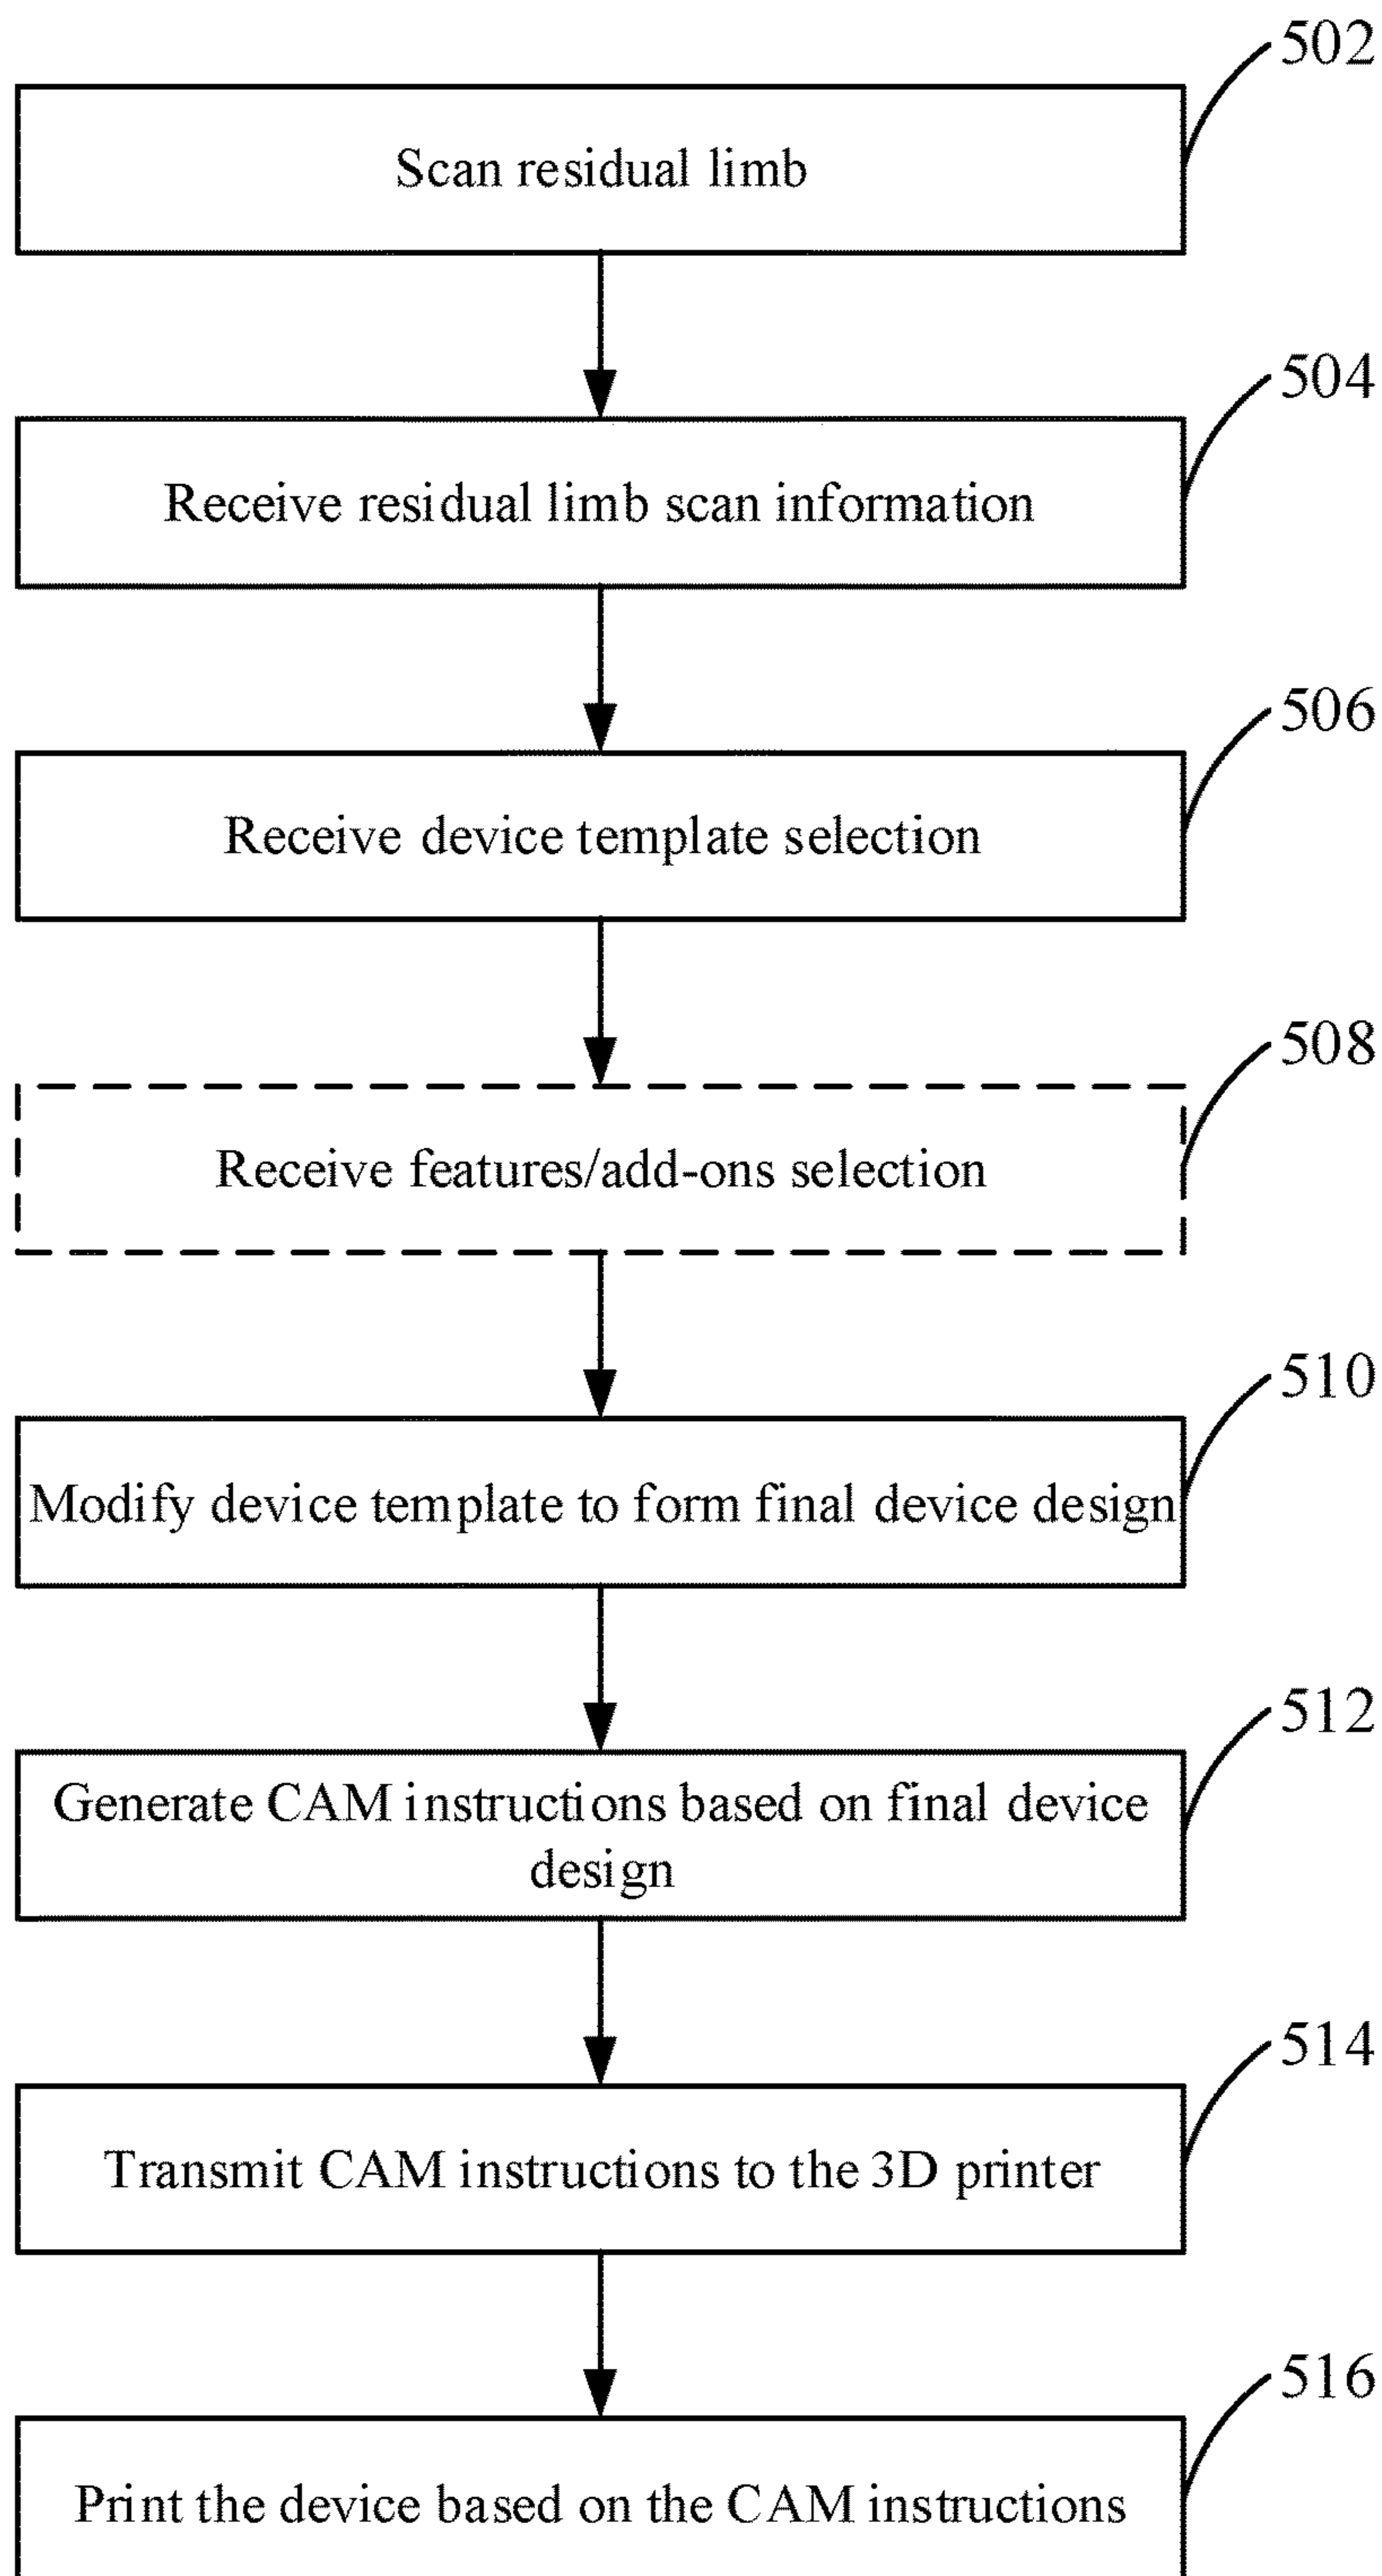 502
Scan residual limb
504
Receive residual limb scan information
506
Receive device template selection
508
Receive features/add-ons selection
510
Modify device template to form final device design
512
Generate CAM instructions based on final device
design
514
Transmit CAM instructions to the 3D printer
516
Print the device based on the CAM instructions